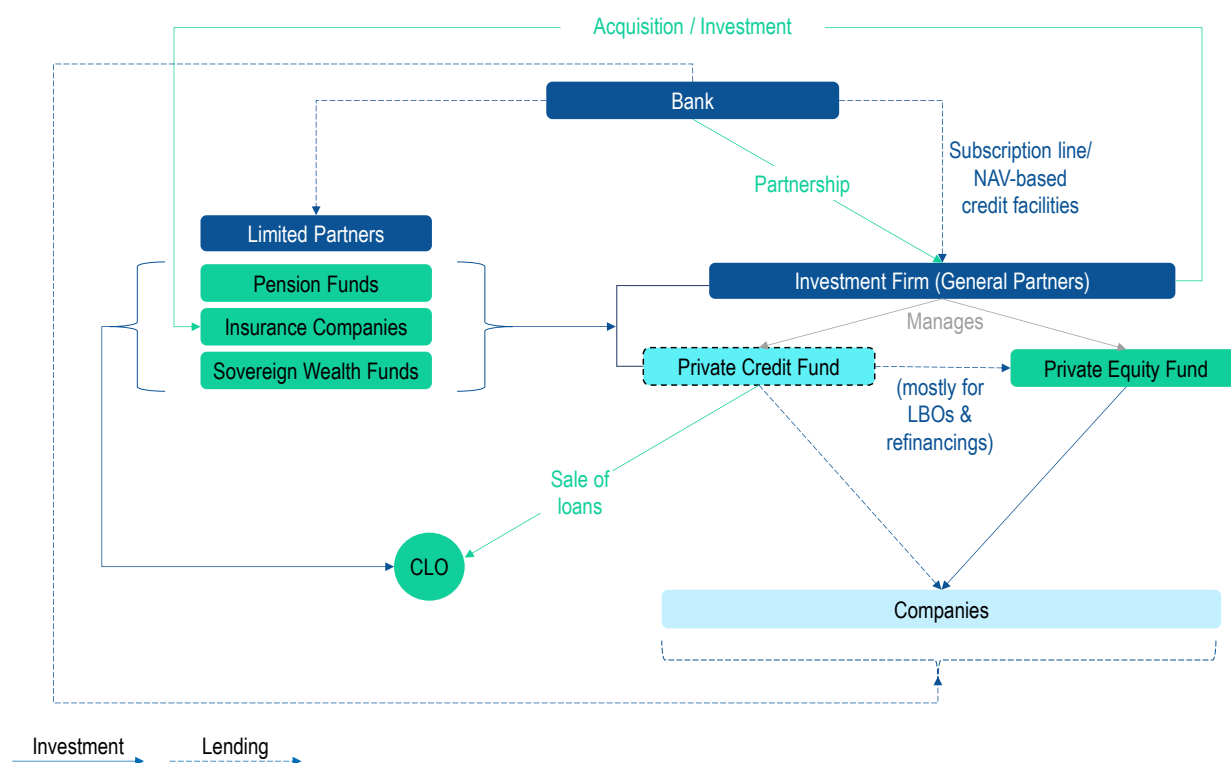 Acquisition / Investment
Bank
Subscription line/
NAV-based
credit facilities
Partnership
Limited Partners
Pension Funds
Insurance Companies
Sovereign Wealth Funds
Investment Firm (General Partners)
Manages
Private Credit Fund
Private Equity Fund
(mostly for
LBOs &
refinancings)
Sale of
loans
CLO
Companies
Investment
Lending